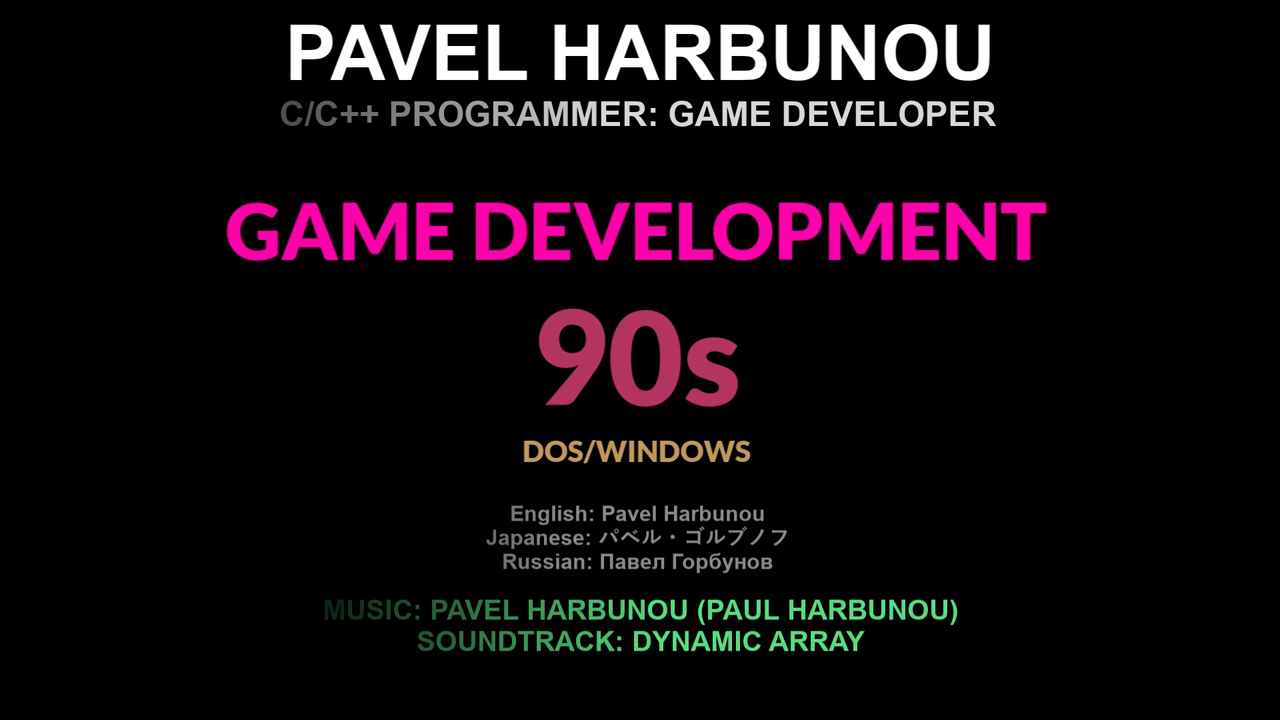 PAVEL HARBUNOU
C/C++ PROGRAMMER: GAME DEVELOPER
GAME DEVELOPMENT
90s
DOS/WINDOWS
English: Pavel Harbunou
Japanese: パベル・ゴルブノフ
Russian: Павел Горбунов
MUSIC: PAVEL HARBUNOU (PAUL HARBUNOU)
SOUNDTRACK: DYNAMIC ARRAY